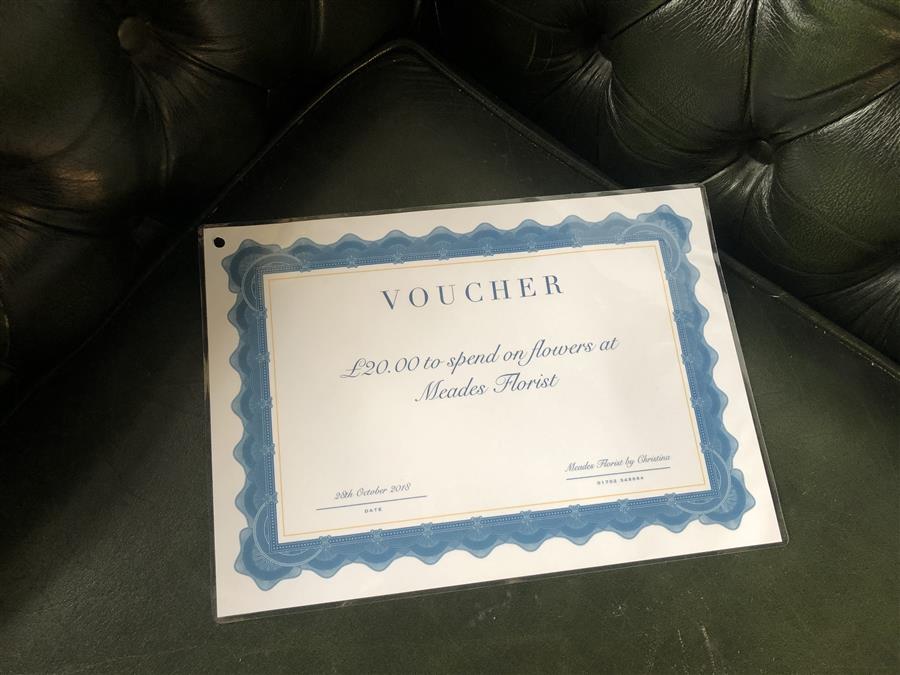 VOUCHER
£20.00 to spend on flowers at
Meades Florist
28th October 2018
DATE
Meades Florist by Christina